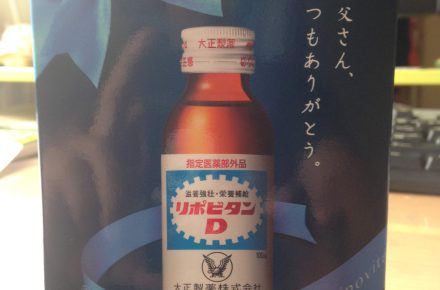 父さん、
つもありがとう。
大正製薬
指定医薬部外品
滋養強壮・栄養補給
リポビタン
D
100mL
大正製薬株式会社